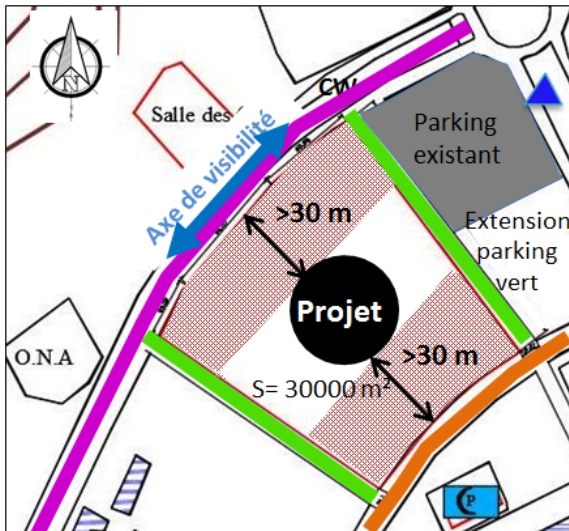 N
CW
Salle des
Axe de visibilité
Parking
existant
>30 m
Extension
parking
vert
Projet
>30 m
O.N.A
S= 30000 m²
P